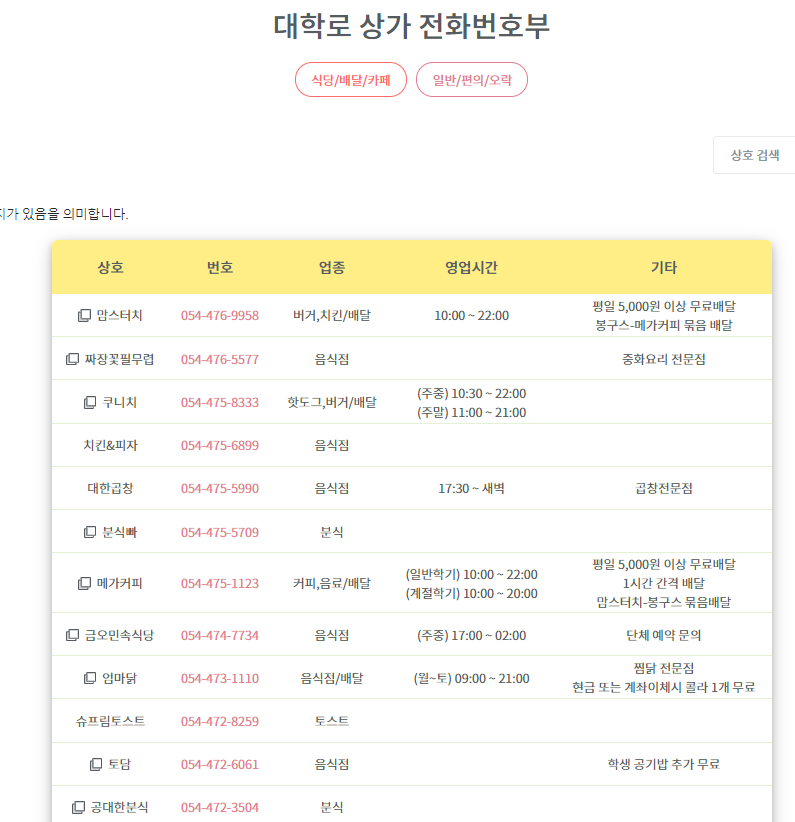 대학로 상가 전화번호부
식당/배달/카페 일반/편의/오락
상호 검색
지가 있음을 의미합니다.
상호 번호 업종 영업시간 기타
맘스터치 054-476-9958 버거,치킨/배달 10:00 ~ 22:00 평일 5,000원 이상 무료배달
봉구스-메가커피 묶음 배달
짜장꽃필무렵 054-476-5577 음식점 중화요리 전문점
쿠니치 054-475-8333 핫도그,버거/배달 (주중) 10:30 ~ 22:00
(주말) 11:00 ~ 21:00
치킨&피자 054-475-6899 음식점
대한곱창 054-475-5990 음식점 17:30 ~ 새벽 곱창전문점
분식빠 054-475-5709 분식
메가커피 054-475-1123 커피,음료/배달 (일반학기) 10:00 ~ 22:00
(계절학기) 10:00 ~ 20:00 평일 5,000원 이상 무료배달
1시간 간격 배달
맘스터치-봉구스 묶음배달
금오민속식당 054-474-7734 음식점 (주중) 17:00 ~ 02:00 단체 예약 문의
엄마닭 054-473-1110 음식점/배달 (월~토) 09:00 ~ 21:00 찜닭 전문점
현금 또는 계좌이체시 콜라 1개 무료
슈프림토스트 054-472-8259 토스트
토담 054-472-6061 음식점 학생 공기밥 추가 무료
공대한분식 054-472-3504 분식